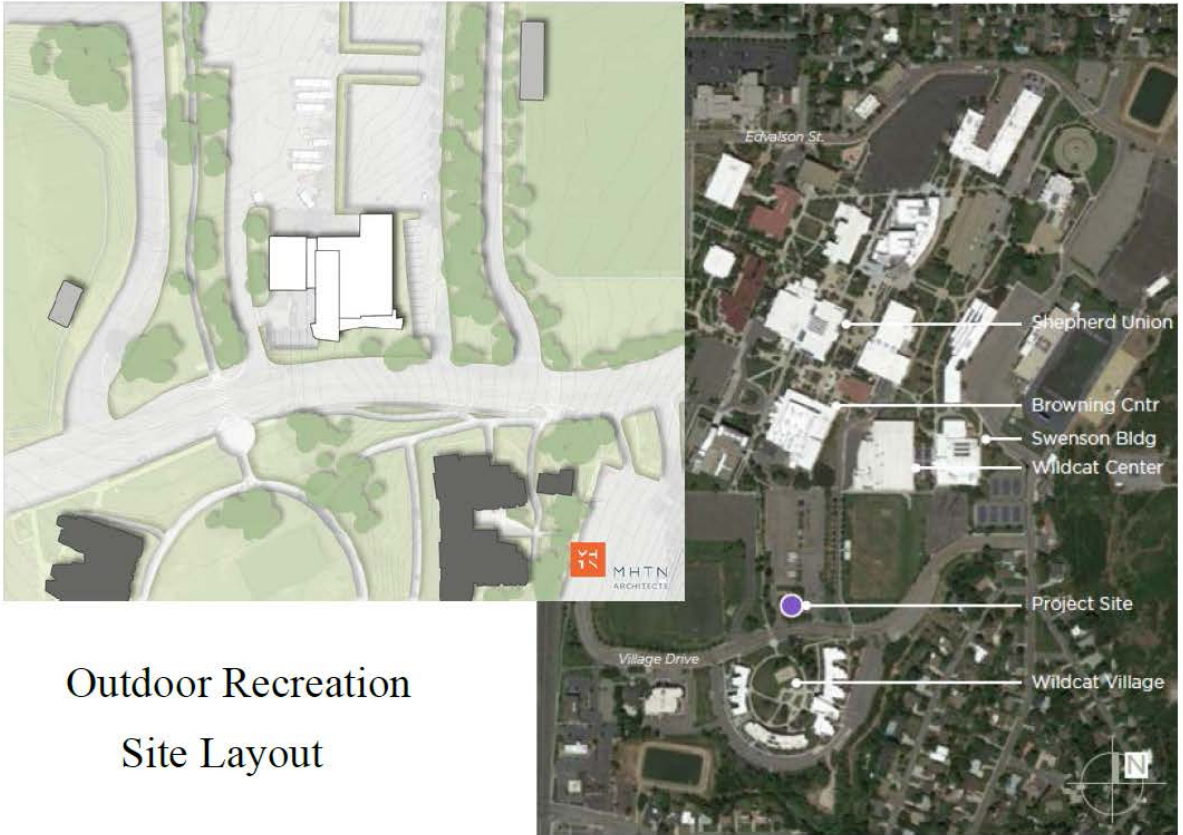 Edvalson St.
Shepherd Union
Browning Cntr
Swenson Bldg
Wildcat Center
MHTN
ARCHITECTS
Project Site
Village Drive
Wildcat Village
Outdoor Recreation
Site Layout
N